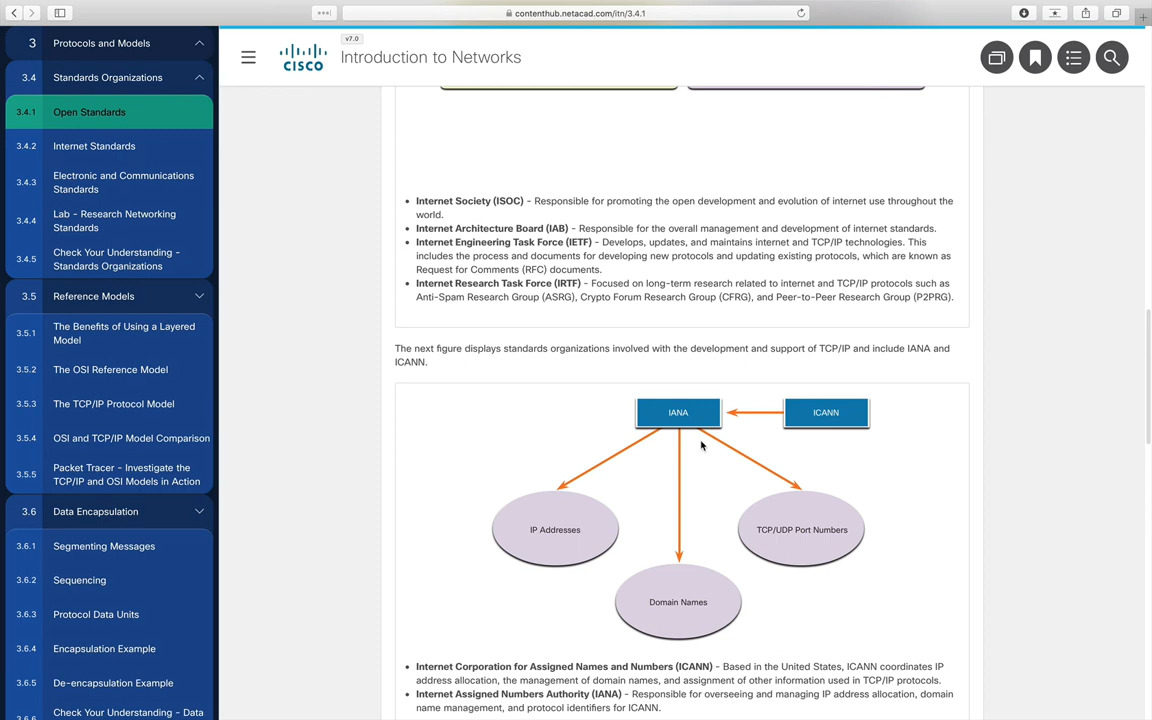 contenthub.netacad.com/itn/3.4.1
3 Protocols and Models
3.4 Standards Organizations
3.4.1 Open Standards
3.4.2 Internet Standards
3.4.3 Electronic and Communications
Standards
3.4.4 Lab - Research Networking
Standards
3.4.5 Check Your Understanding -
Standards Organizations
3.5 Reference Models
3.5.1 The Benefits of Using a Layered
Model
3.5.2 The OSI Reference Model
3.5.3 The TCP/IP Protocol Model
3.5.4 OSI and TCP/IP Model Comparison
3.5.5 Packet Tracer - Investigate the
TCP/IP and OSI Models in Action
3.6 Data Encapsulation
3.6.1 Segmenting Messages
3.6.2 Sequencing
3.6.3 Protocol Data Units
3.6.4 Encapsulation Example
3.6.5 De-encapsulation Example
3.6.6 Check Your Understanding - Data
v7.0
CISCO
Introduction to Networks
• Internet Society (ISOC) - Responsible for promoting the open development and evolution of internet use throughout the
world.
• Internet Architecture Board (IAB) - Responsible for the overall management and development of internet standards.
• Internet Engineering Task Force (IETF) - Develops, updates, and maintains internet and TCP/IP technologies. This
includes the process and documents for developing new protocols and updating existing protocols, which are known as
Request for Comments (RFC) documents.
• Internet Research Task Force (IRTF) - Focused on long-term research related to internet and TCP/IP protocols such as
Anti-Spam Research Group (ASRG), Crypto Forum Research Group (CFRG), and Peer-to-Peer Research Group (P2PRG).
The next figure displays standards organizations involved with the development and support of TCP/IP and include IANA and
ICANN.
IANA
ICANN
IP Addresses
TCP/UDP Port Numbers
Domain Names
• Internet Corporation for Assigned Names and Numbers (ICANN) - Based in the United States, ICANN coordinates IP
address allocation, the management of domain names, and assignment of other information used in TCP/IP protocols.
• Internet Assigned Numbers Authority (IANA) - Responsible for overseeing and managing IP address allocation, domain
name management, and protocol identifiers for ICANN.